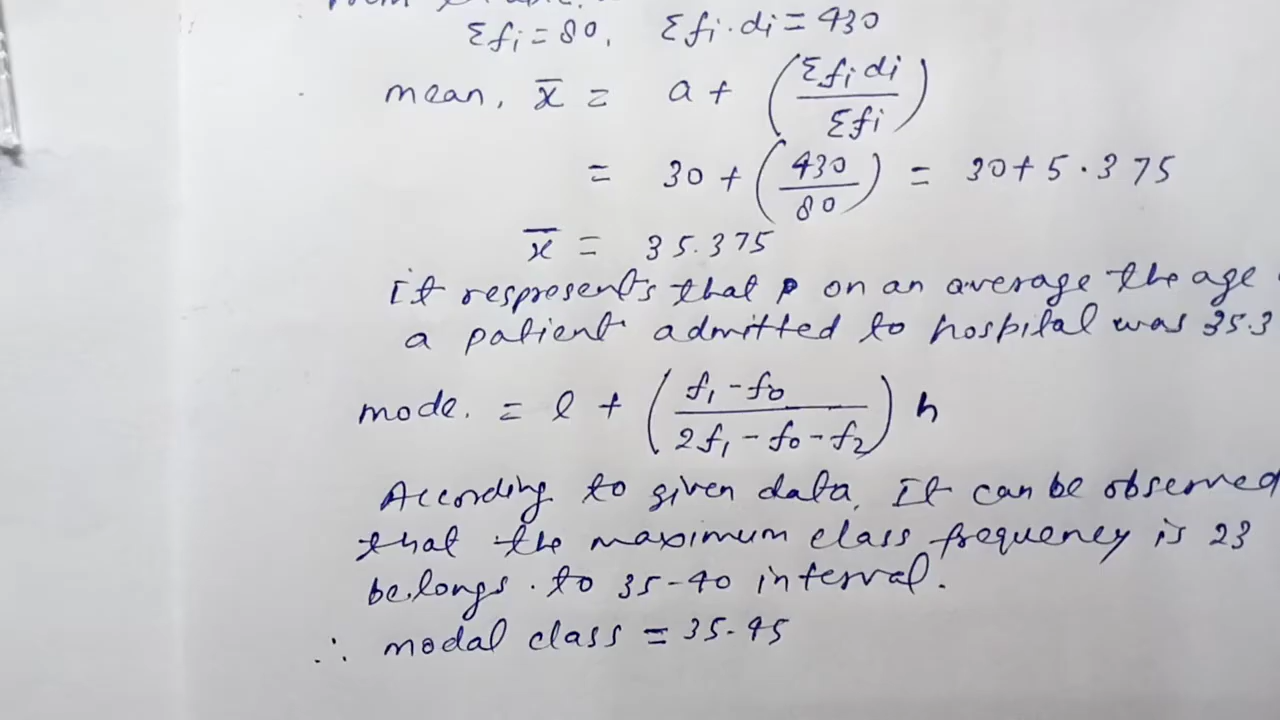 Σfi = 80, Σfi·di = 430
mean, x̄ = a + (Σfidi / Σfi)
= 30 + (430 / 80) = 30 + 5.375
x̄ = 35.375
It respresents that on an average the age
a patient admitted to hospital was 35.3
mode. = l + (f1 - f0 / 2f1 - f0 - f2) h
According to given data, It can be observed
that the maximum class frequency is 23
belongs. to 35-40 interval.
∴ modal class = 35-45